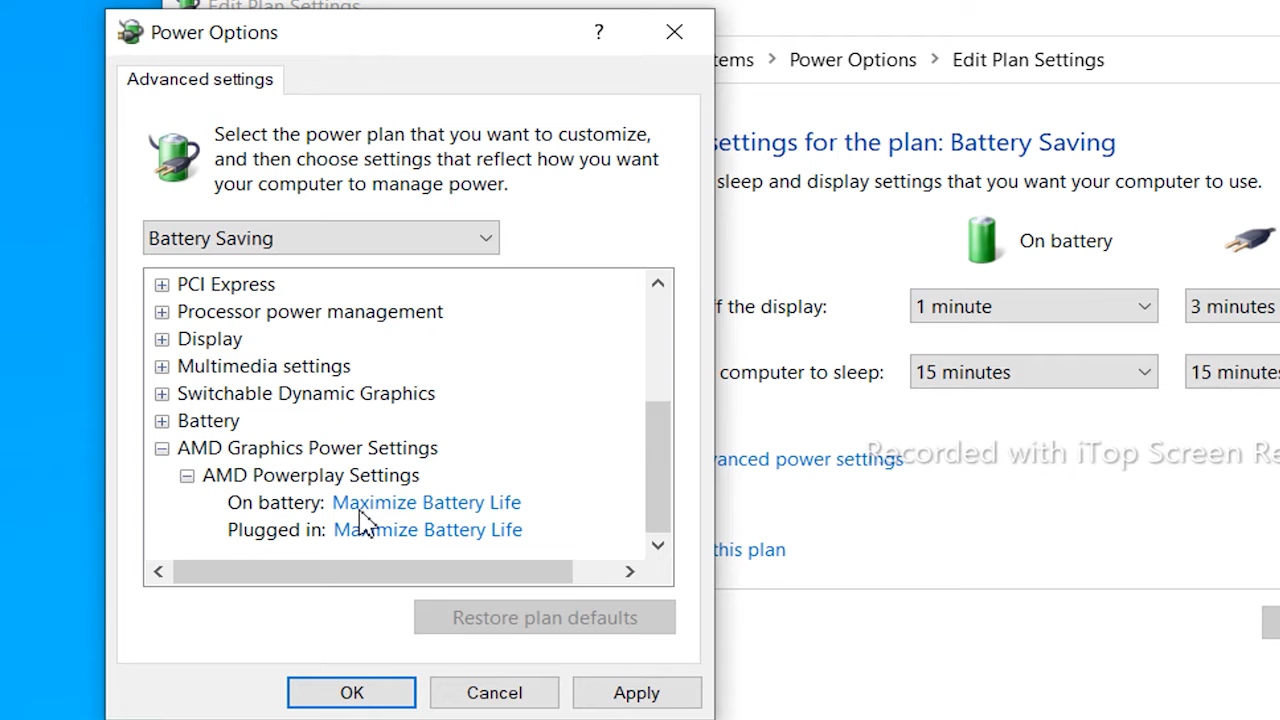 Edit Plan Settings
Power Options
?
Advanced settings
Select the power plan that you want to customize,
and then choose settings that reflect how you want
your computer to manage power.
Battery Saving
PCI Express
Processor power management
Display
Multimedia settings
Switchable Dynamic Graphics
Battery
AMD Graphics Power Settings
AMD Powerplay Settings
On battery: Maximize Battery Life
Plugged in: Maximize Battery Life
Restore plan defaults
OK
Cancel
Apply
tems > Power Options > Edit Plan Settings
settings for the plan: Battery Saving
sleep and display settings that you want your computer to use.
On battery
f the display:
1 minute
3 minutes
computer to sleep:
15 minutes
15 minutes
vanced power settings
Recorded with iTop Screen Re
this plan